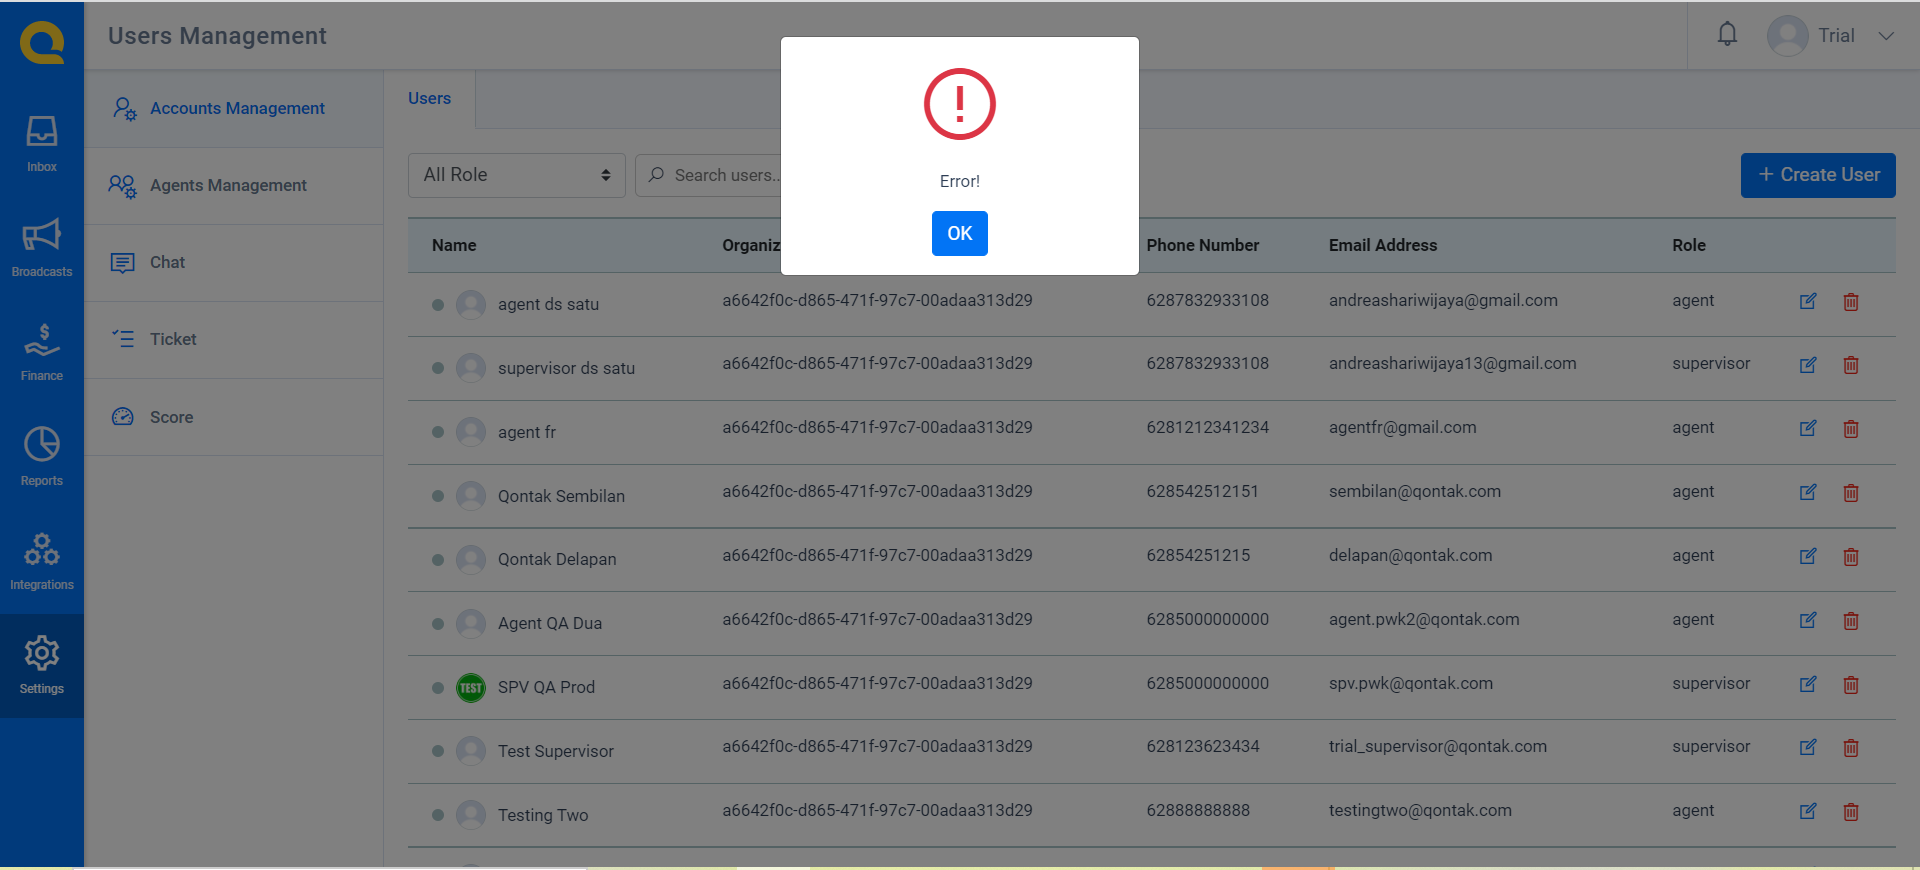 Users Management
Trial
Inbox
Broadcasts
Finance
Reports
Integrations
Settings
Accounts Management
Agents Management
Chat
Ticket
Score
Users
All Role
Search users..
+ Create User
!
Error!
OK
Name Phone Number Email Address Role
agent ds satu a6642f0c-d865-471f-97c7-00adaa313d29 6287832933108 andreashariwijaya@gmail.com agent
supervisor ds satu a6642f0c-d865-471f-97c7-00adaa313d29 6287832933108 andreashariwijaya13@gmail.com supervisor
agent fr a6642f0c-d865-471f-97c7-00adaa313d29 6281212341234 agentfr@gmail.com agent
Qontak Sembilan a6642f0c-d865-471f-97c7-00adaa313d29 628542512151 sembilan@qontak.com agent
Qontak Delapan a6642f0c-d865-471f-97c7-00adaa313d29 62854251215 delapan@qontak.com agent
Agent QA Dua a6642f0c-d865-471f-97c7-00adaa313d29 6285000000000 agent.pwk2@qontak.com agent
TEST SPV QA Prod a6642f0c-d865-471f-97c7-00adaa313d29 6285000000000 spv.pwk@qontak.com supervisor
Test Supervisor a6642f0c-d865-471f-97c7-00adaa313d29 628123623434 trial_supervisor@qontak.com supervisor
Testing Two a6642f0c-d865-471f-97c7-00adaa313d29 62888888888 testingtwo@qontak.com agent